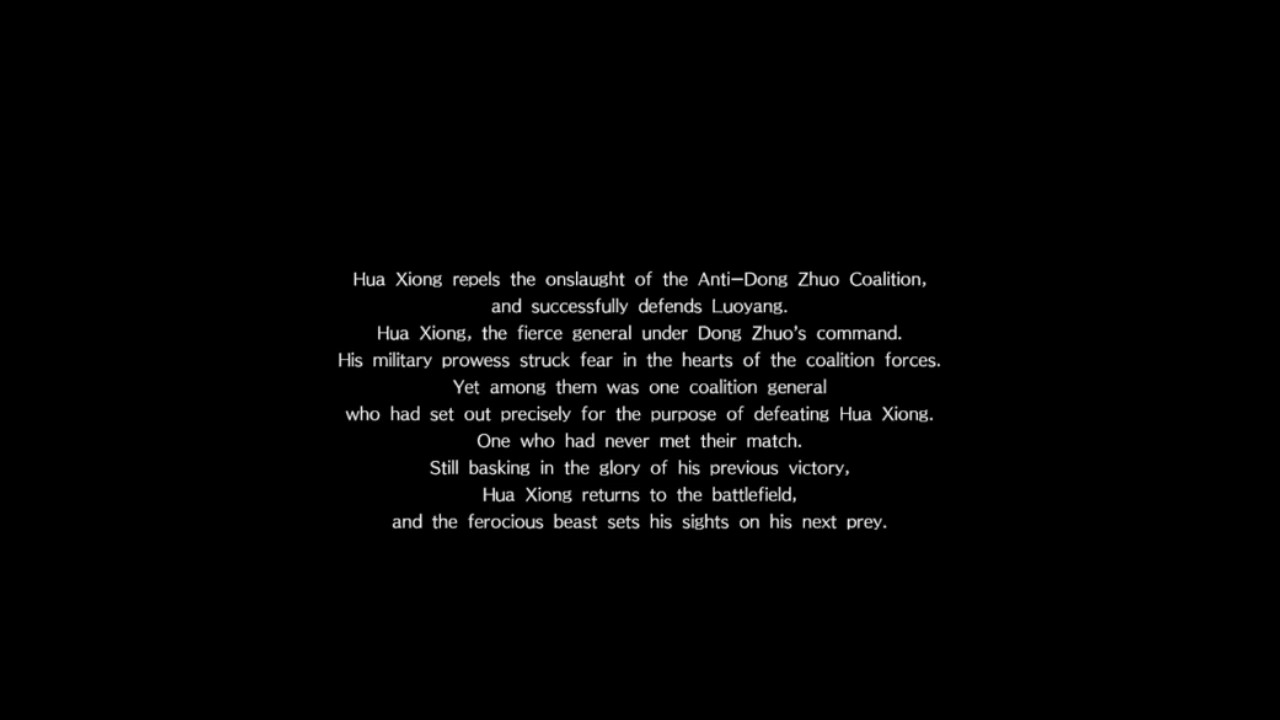 Hua Xiong repels the onslaught of the Anti–Dong Zhuo Coalition,
and successfully defends Luoyang.
Hua Xiong, the fierce general under Dong Zhuo's command.
His military prowess struck fear in the hearts of the coalition forces.
Yet among them was one coalition general
who had set out precisely for the purpose of defeating Hua Xiong.
One who had never met their match.
Still basking in the glory of his previous victory,
Hua Xiong returns to the battlefield,
and the ferocious beast sets his sights on his next prey.